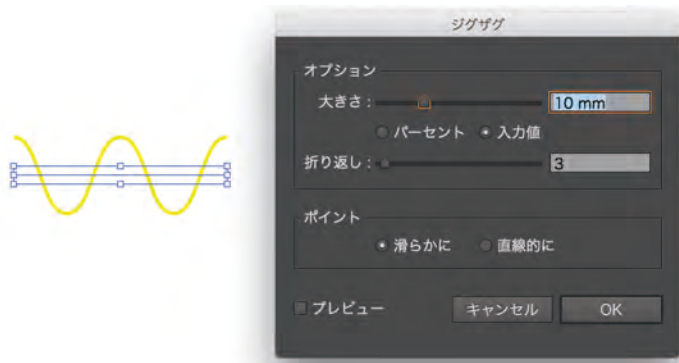 ジグザグ
オプション
大きさ : 10 mm
パーセント 入力値
折り返し : 3
ポイント
滑らかに 直線的に
プレビュー キャンセル OK